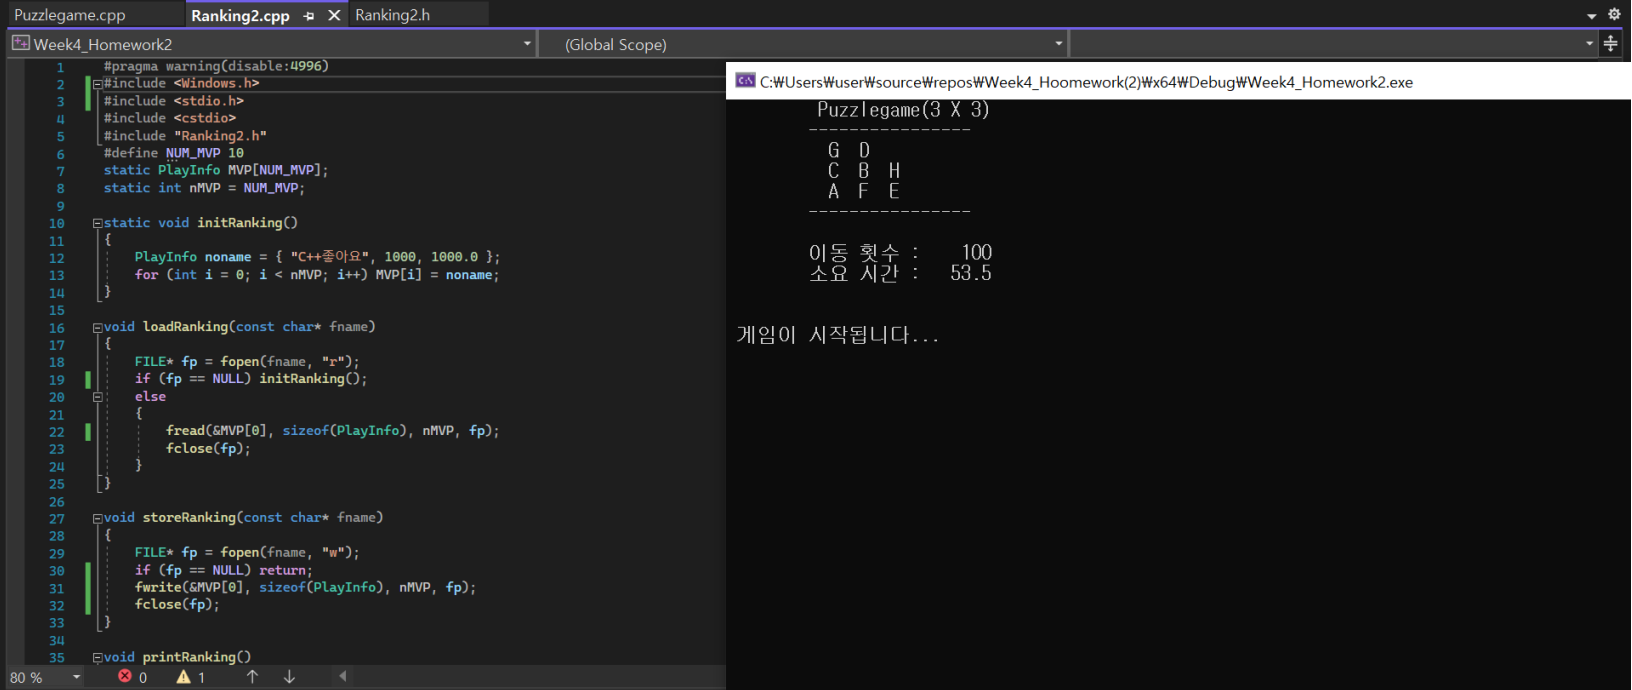 Puzzlegame.cpp Ranking2.cpp Ranking2.h
Week4_Homework2 (Global Scope)
1 #pragma warning(disable:4996)
2 #include <Windows.h>
3 #include <stdio.h>
4 #include <cstdio>
5 #include "Ranking2.h"
6 #define NUM_MVP 10
7 static PlayInfo MVP[NUM_MVP];
8 static int nMVP = NUM_MVP;
9
10 static void initRanking()
11 {
12 PlayInfo noname = { "C++좋아요", 1000, 1000.0 };
13 for (int i = 0; i < nMVP; i++) MVP[i] = noname;
14 }
15
16 void loadRanking(const char* fname)
17 {
18 FILE* fp = fopen(fname, "r");
19 if (fp == NULL) initRanking();
20 else
21 {
22 fread(&MVP[0], sizeof(PlayInfo), nMVP, fp);
23 fclose(fp);
24 }
25 }
26
27 void storeRanking(const char* fname)
28 {
29 FILE* fp = fopen(fname, "w");
30 if (fp == NULL) return;
31 fwrite(&MVP[0], sizeof(PlayInfo), nMVP, fp);
32 fclose(fp);
33 }
34
35 void printRanking()
80 % 0 1
C:₩Users₩user₩source₩repos₩Week4_Hoomework(2)₩x64₩Debug₩Week4_Homework2.exe
Puzzlegame(3 X 3)
----------------
G D
C B H
A F E
----------------
이동 횟수 : 100
소요 시간 : 53.5
게임이 시작됩니다...